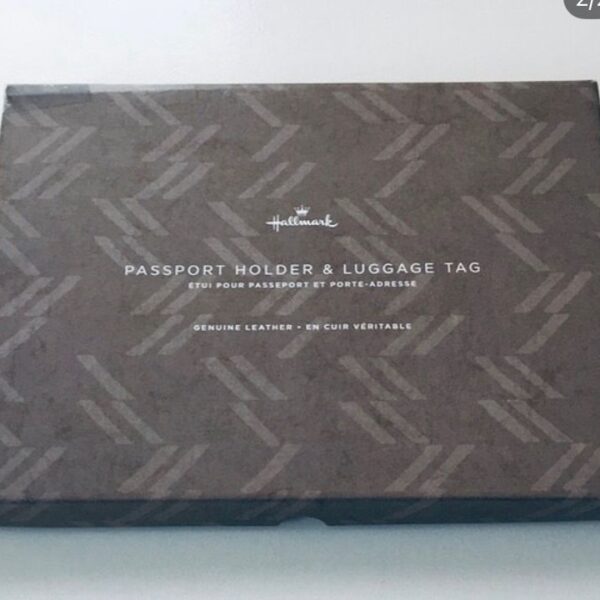 Hallmark
PASSPORT HOLDER & LUGGAGE TAG
ÉTUI POUR PASSEPORT ET PORTE-ADRESSE
GENUINE LEATHER • EN CUIR VÉRITABLE